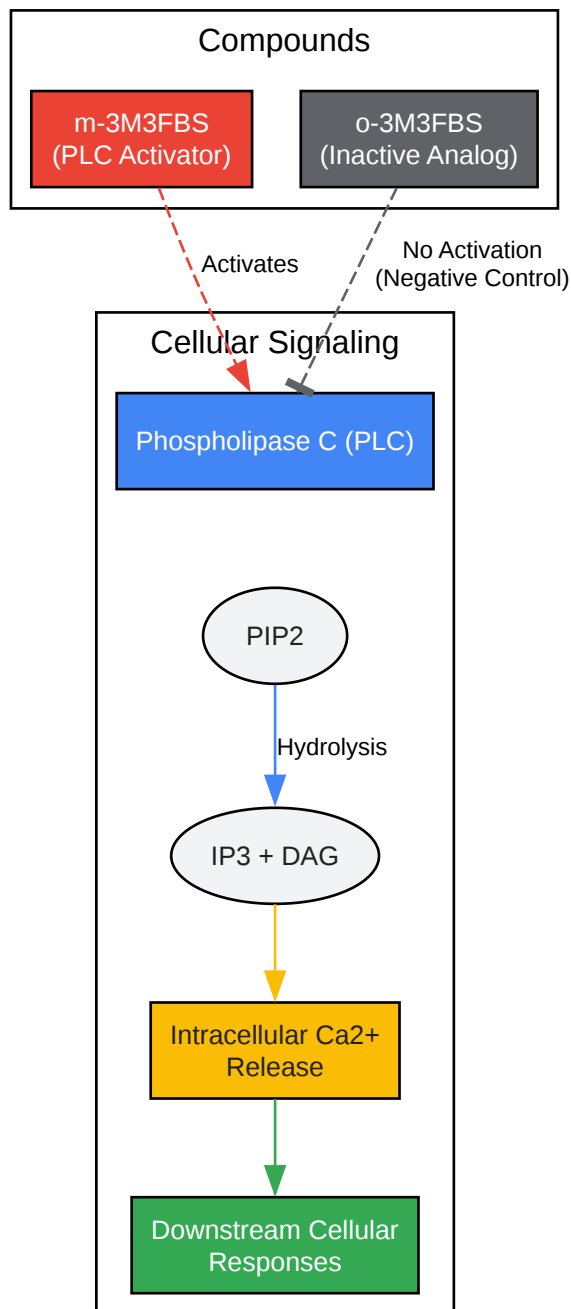 Compounds
m-3M3FBS
(PLC Activator)
o-3M3FBS
(Inactive Analog)
Activates
No Activation
(Negative Control)
Cellular Signaling
Phospholipase C (PLC)
PIP2
Hydrolysis
IP3 + DAG
Intracellular Ca2+
Release
Downstream Cellular
Responses